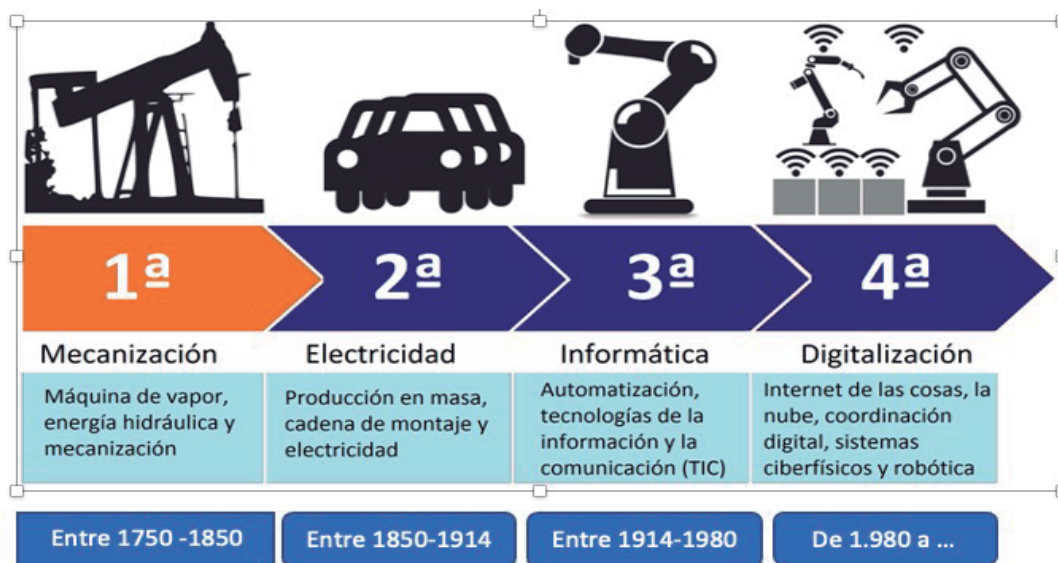 1ª
2ª
3ª
4ª
Mecanización
Electricidad
Informática
Digitalización
Máquina de vapor,
energía hidráulica y
mecanización
Producción en masa,
cadena de montaje y
electricidad
Automatización,
tecnologías de la
información y la
comunicación (TIC)
Internet de las cosas, la
nube, coordinación
digital, sistemas
ciberfísicos y robótica
Entre 1750 -1850
Entre 1850-1914
Entre 1914-1980
De 1.980 a ...